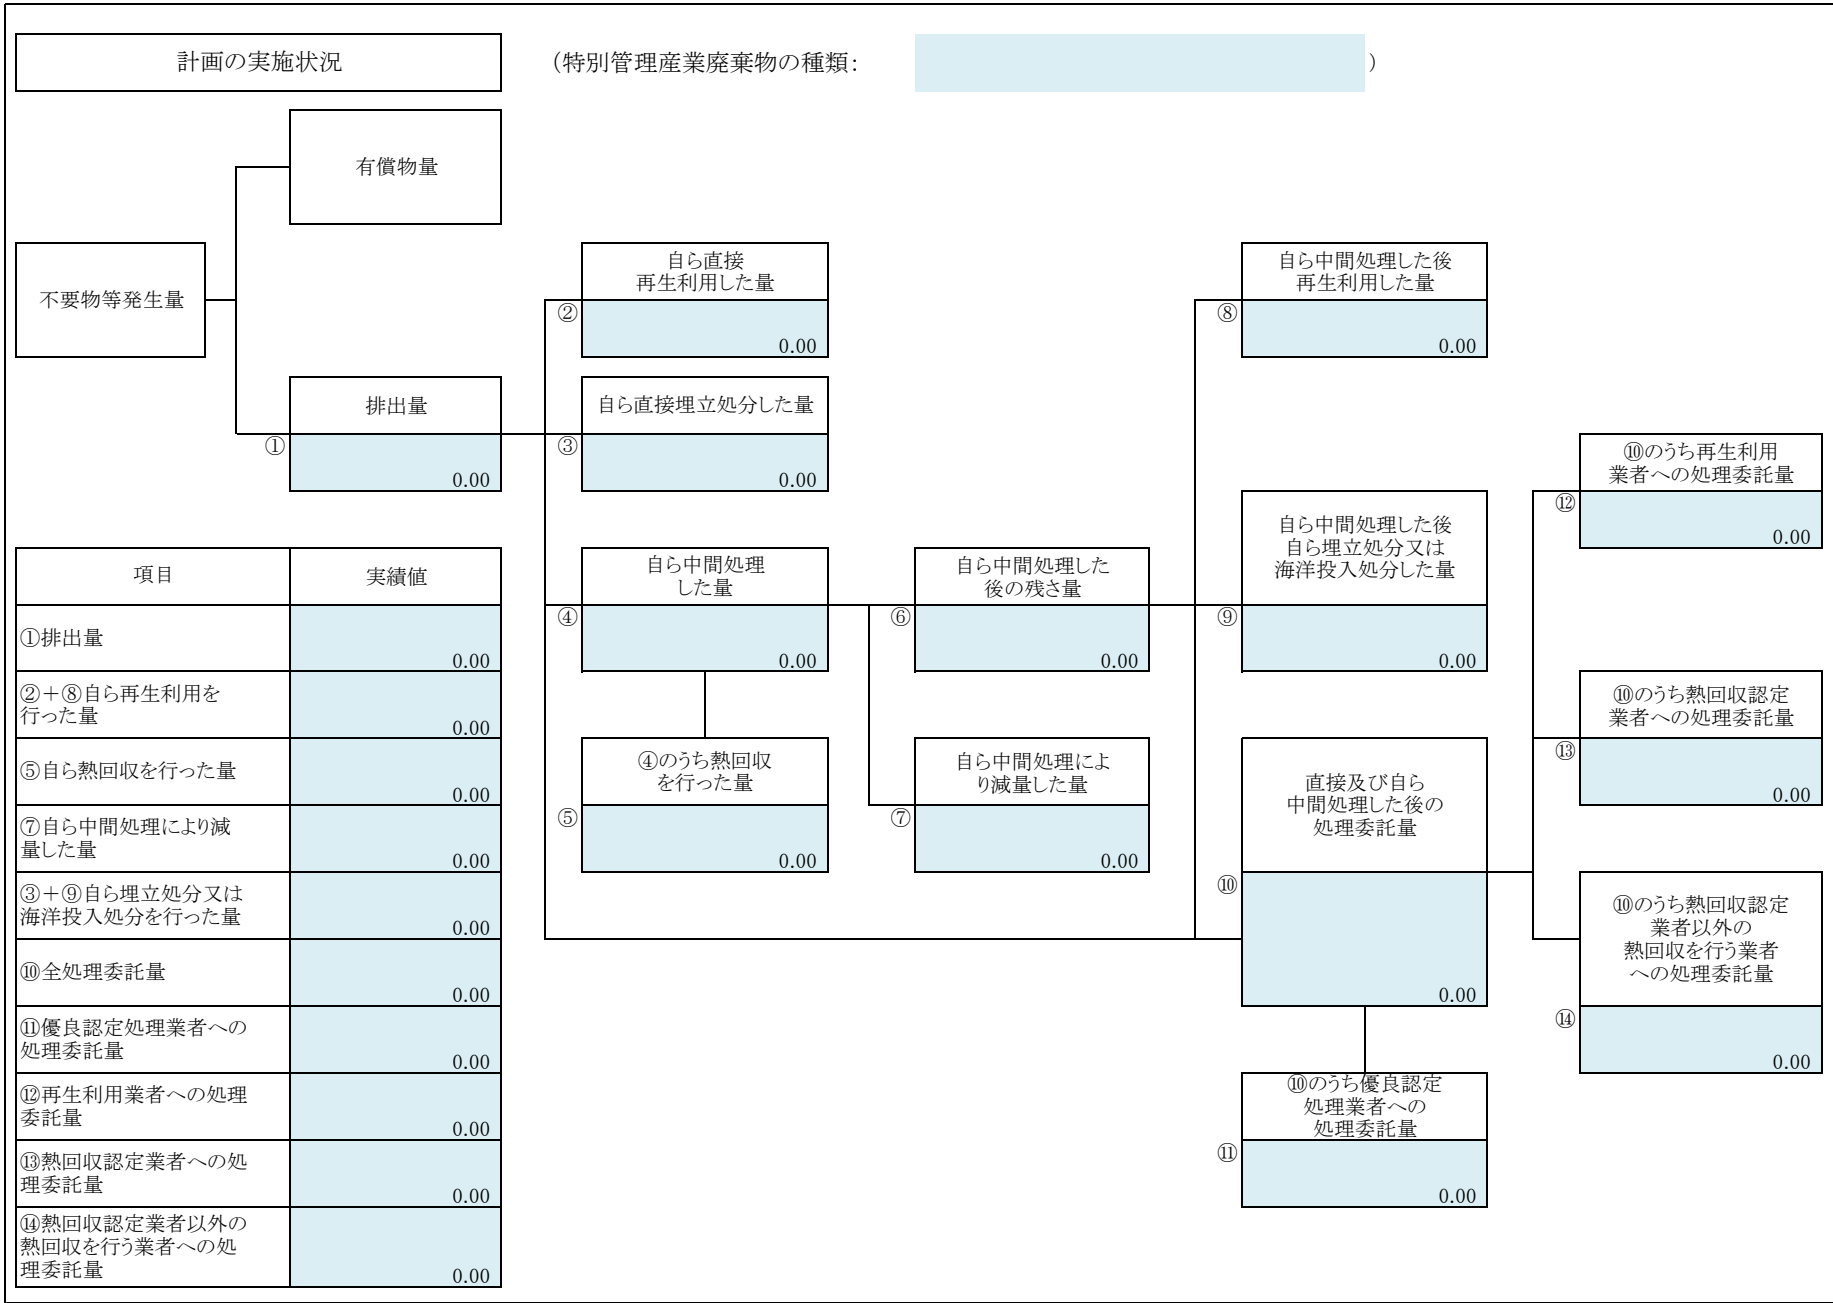 計画の実施状況
（特別管理産業廃棄物の種類：
）
有償物量
不要物等発生量
排出量
①
0.00
自ら直接
再生利用した量
②
0.00
自ら直接埋立処分した量
③
0.00
自ら中間処理
した量
④
0.00
④のうち熱回収
を行った量
⑤
0.00
自ら中間処理した
後の残さ量
⑥
0.00
自ら中間処理によ
り減量した量
⑦
0.00
自ら中間処理した後
再生利用した量
⑧
0.00
自ら中間処理した後
自ら埋立処分又は
海洋投入処分した量
⑨
0.00
直接及び自ら
中間処理した後の
処理委託量
⑩
0.00
⑩のうち優良認定
処理業者への
処理委託量
⑪
0.00
⑩のうち再生利用
業者への処理委託量
⑫
0.00
⑩のうち熱回収認定
業者への処理委託量
⑬
0.00
⑩のうち熱回収認定
業者以外の
熱回収を行う業者
への処理委託量
⑭
0.00
項目
実績値
①排出量
0.00
②＋⑧自ら再生利用を
行った量
0.00
⑤自ら熱回収を行った量
0.00
⑦自ら中間処理により減
量した量
0.00
③＋⑨自ら埋立処分又は
海洋投入処分を行った量
0.00
⑩全処理委託量
0.00
⑪優良認定処理業者への
処理委託量
0.00
⑫再生利用業者への処理
委託量
0.00
⑬熱回収認定業者への処
理委託量
0.00
⑭熱回収認定業者以外の
熱回収を行う業者への処
理委託量
0.00